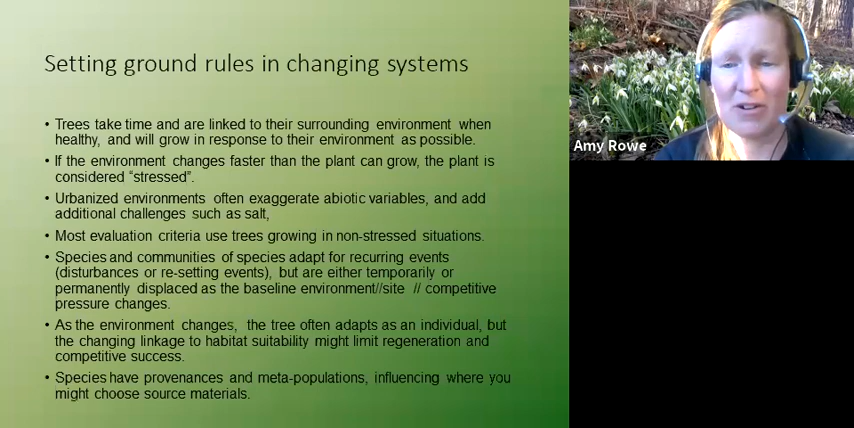 Setting ground rules in changing systems
• Trees take time and are linked to their surrounding environment when
healthy, and will grow in response to their environment as possible.
• If the environment changes faster than the plant can grow, the plant is
considered “stressed”.
• Urbanized environments often exaggerate abiotic variables, and add
additional challenges such as salt,
• Most evaluation criteria use trees growing in non-stressed situations.
• Species and communities of species adapt for recurring events
(disturbances or re-setting events), but are either temporarily or
permanently displaced as the baseline environment//site // competitive
pressure changes.
• As the environment changes, the tree often adapts as an individual, but
the changing linkage to habitat suitability might limit regeneration and
competitive success.
• Species have provenances and meta-populations, influencing where you
might choose source materials.
Amy Rowe